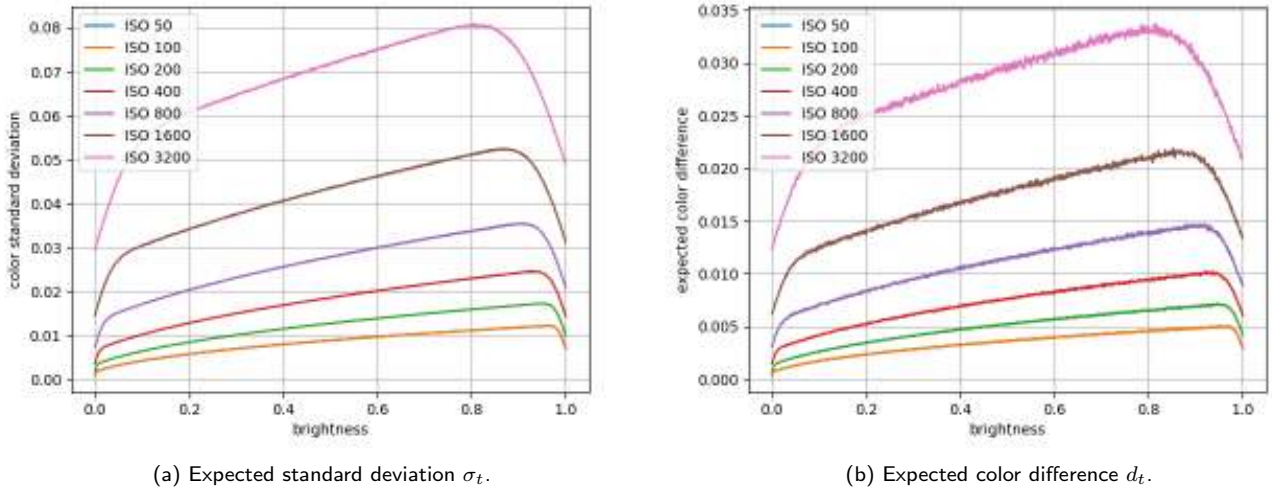 0.08
0.07
0.06
0.05
0.04
0.03
0.02
0.01
0.00
color standard deviation
ISO 50
ISO 100
ISO 200
ISO 400
ISO 800
ISO 1600
ISO 3200
0.0 0.2 0.4 0.6 0.8 1.0
brightness
(a) Expected standard deviation σt.
0.035
0.030
0.025
0.020
0.015
0.010
0.005
0.000
expected color difference
ISO 50
ISO 100
ISO 200
ISO 400
ISO 800
ISO 1600
ISO 3200
0.0 0.2 0.4 0.6 0.8 1.0
brightness
(b) Expected color difference dt.